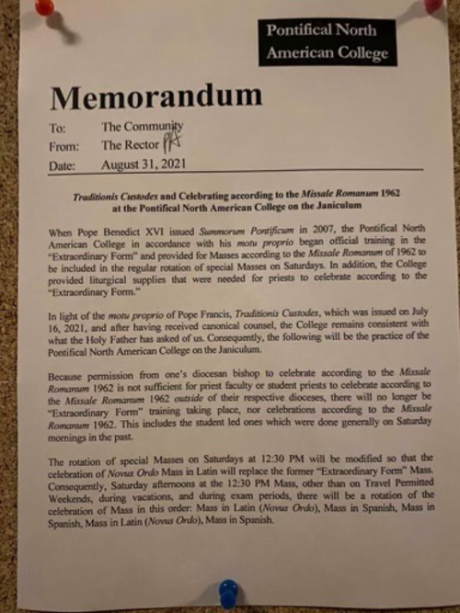 Pontifical North
American College
Memorandum
To: The Community
From: The Rector
Date: August 31, 2021
Traditionis Custodes and Celebrating according to the Missale Romanum 1962
at the Pontifical North American College on the Janiculum
When Pope Benedict XVI issued Summorum Pontificum in 2007, the Pontifical North
American College in accordance with his motu proprio began official training in the
"Extraordinary Form" and provided for Masses according to the Missale Romanum of 1962 to
be included in the regular rotation of special Masses on Saturdays. In addition, the College
provided liturgical supplies that were needed for priests to celebrate according to the
"Extraordinary Form."
In light of the motu proprio of Pope Francis, Traditionis Custodes, which was issued on July
16, 2021, and after having received canonical counsel, the College remains consistent with
what the Holy Father has asked of us. Consequently, the following will be the practice of the
Pontifical North American College on the Janiculum.
Because permission from one's diocesan bishop to celebrate according to the Missale
Romanum 1962 is not sufficient for priest faculty or student priests to celebrate according to
the Missale Romanum 1962 outside of their respective dioceses, there will no longer be
"Extraordinary Form" training taking place, nor celebrations according to the Missale
Romanum 1962. This includes the student led ones which were done generally on Saturday
mornings in the past.
The rotation of special Masses on Saturdays at 12:30 PM will be modified so that the
celebration of Novus Ordo Mass in Latin will replace the former "Extraordinary Form" Mass.
Consequently, Saturday afternoons at the 12:30 PM Mass, other than on Travel Permitted
Weekends, during vacations, and during exam periods, there will be a rotation of the
celebration of Mass in this order: Mass in Latin (Novus Ordo), Mass in Spanish, Mass in
Spanish, Mass in Latin (Novus Ordo), Mass in Spanish.